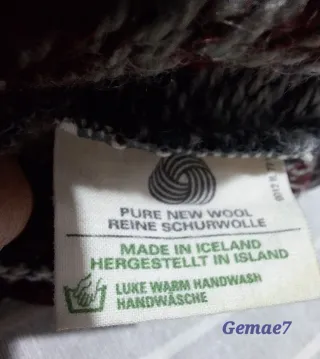 PURE NEW WOOL
REINE SCHURWOLLE
MADE IN ICELAND
HERGESTELLT IN ISLAND
LUKE WARM HANDWASH
HANDWÄSCHE
Gemae7